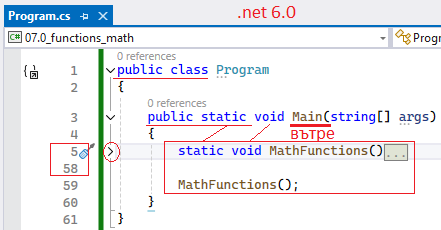 Program.cs
.net 6.0
C# 07.0_functions_math
Progr
0 references
1 public class Program
2 {
0 references
3 public static void Main(string[] args)
4 {
вътре
5 static void MathFunctions()...
58
59 MathFunctions();
60 }
61 }